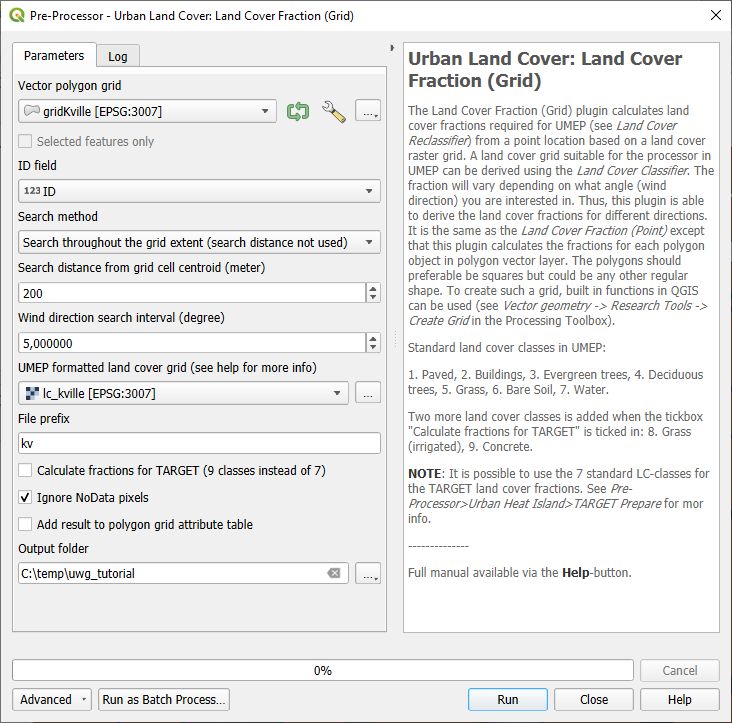 Pre-Processor - Urban Land Cover: Land Cover Fraction (Grid)
Parameters
Log
Vector polygon grid
gridKville [EPSG:3007]
...
Selected features only
ID field
123 ID
Search method
Search throughout the grid extent (search distance not used)
Search distance from grid cell centroid (meter)
200
Wind direction search interval (degree)
5,000000
UMEP formatted land cover grid (see help for more info)
lc_kville [EPSG:3007]
...
File prefix
kv
Calculate fractions for TARGET (9 classes instead of 7)
Ignore NoData pixels
Add result to polygon grid attribute table
Output folder
C:\temp\uwg_tutorial
...
Urban Land Cover: Land Cover
Fraction (Grid)
The Land Cover Fraction (Grid) plugin calculates land
cover fractions required for UMEP (see Land Cover
Reclassifier) from a point location based on a land cover
raster grid. A land cover grid suitable for the processor in
UMEP can be derived using the Land Cover Classifier. The
fraction will vary depending on what angle (wind
direction) you are interested in. Thus, this plugin is able to
derive the land cover fractions for different directions.
It is the same as the Land Cover Fraction (Point) except
that this plugin calculates the fractions for each polygon
object in polygon vector layer. The polygons should
preferable be squares but could be any other regular
shape. To create such a grid, built in functions in QGIS
can be used (see Vector geometry -> Research Tools ->
Create Grid in the Processing Toolbox).
Standard land cover classes in UMEP:
1. Paved, 2. Buildings, 3. Evergreen trees, 4. Deciduous
trees, 5. Grass, 6. Bare Soil, 7. Water.
Two more land cover classes is added when the tickbox
"Calculate fractions for TARGET" is ticked in: 8. Grass
(irrigated), 9. Concrete.
NOTE: It is possible to use the 7 standard LC-classes for
the TARGET land cover fractions. See Pre-
Processor>Urban Heat Island>TARGET Prepare for mor
info.
--------------
Full manual available via the Help-button.
0%
Cancel
Advanced
Run as Batch Process...
Run
Close
Help